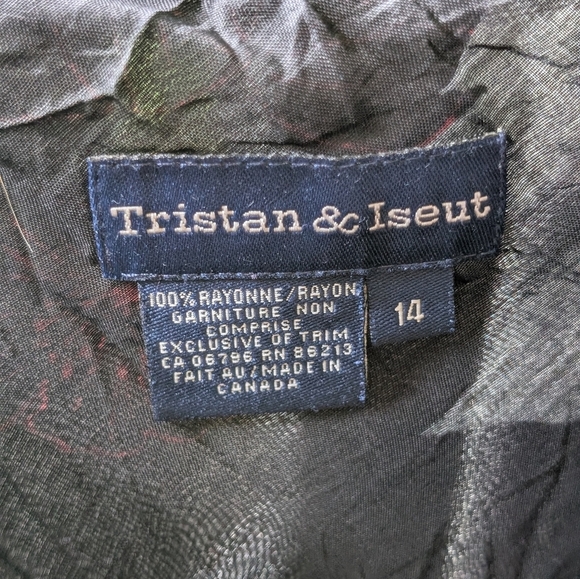 Tristan & Iseut
100% RAYONNE/RAYON
GARNITURE NON
COMPRISE
EXCLUSIVE OF TRIM
CA 06796 RN 86213
FAIT AU/MADE IN
CANADA
14